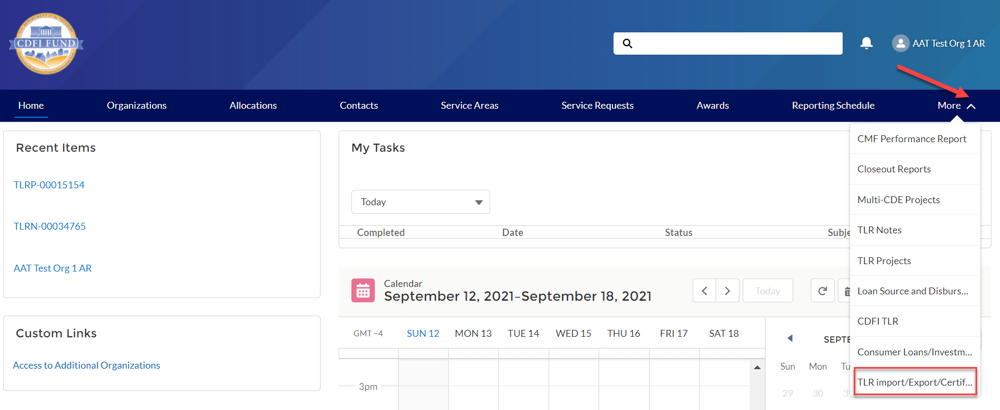 U.S. DEPARTMENT of the TREASURY
CDFI FUND
AAT Test Org 1 AR
Home
Organizations
Allocations
Contacts
Service Areas
Service Requests
Awards
Reporting Schedule
More
CMF Performance Report
Closeout Reports
Multi-CDE Projects
TLR Notes
TLR Projects
Loan Source and Disburs...
CDFI TLR
Consumer Loans/Investm...
TLR import/Export/Certif...
Recent Items
TLRP-00015154
TLRN-00034765
AAT Test Org 1 AR
Custom Links
Access to Additional Organizations
My Tasks
Today
Completed Date Status
Calendar
September 12, 2021–September 18, 2021
Today
GMT −4 SUN 12 MON 13 TUE 14 WED 15 THU 16 FRI 17 SAT 18
3pm
Sun Mon
29 30